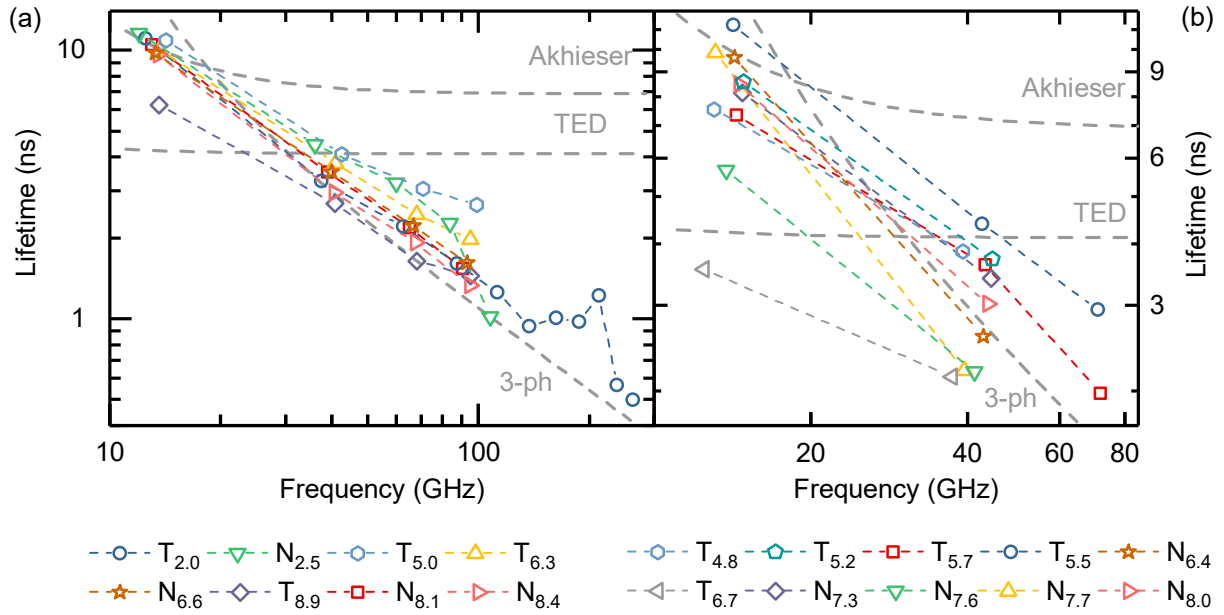 (a)
(b)
10
1
Lifetime (ns)
Akhieser
TED
3-ph
10
100
Frequency (GHz)
Akhieser
TED
3-ph
9
6
3
Lifetime (ns)
20
40
60
80
Frequency (GHz)
T2.0 N2.5 T5.0 T6.3
N6.6 T8.9 N8.1 N8.4
T4.8 T5.2 T5.7 T5.5 N6.4
T6.7 N7.3 N7.6 N7.7 N8.0